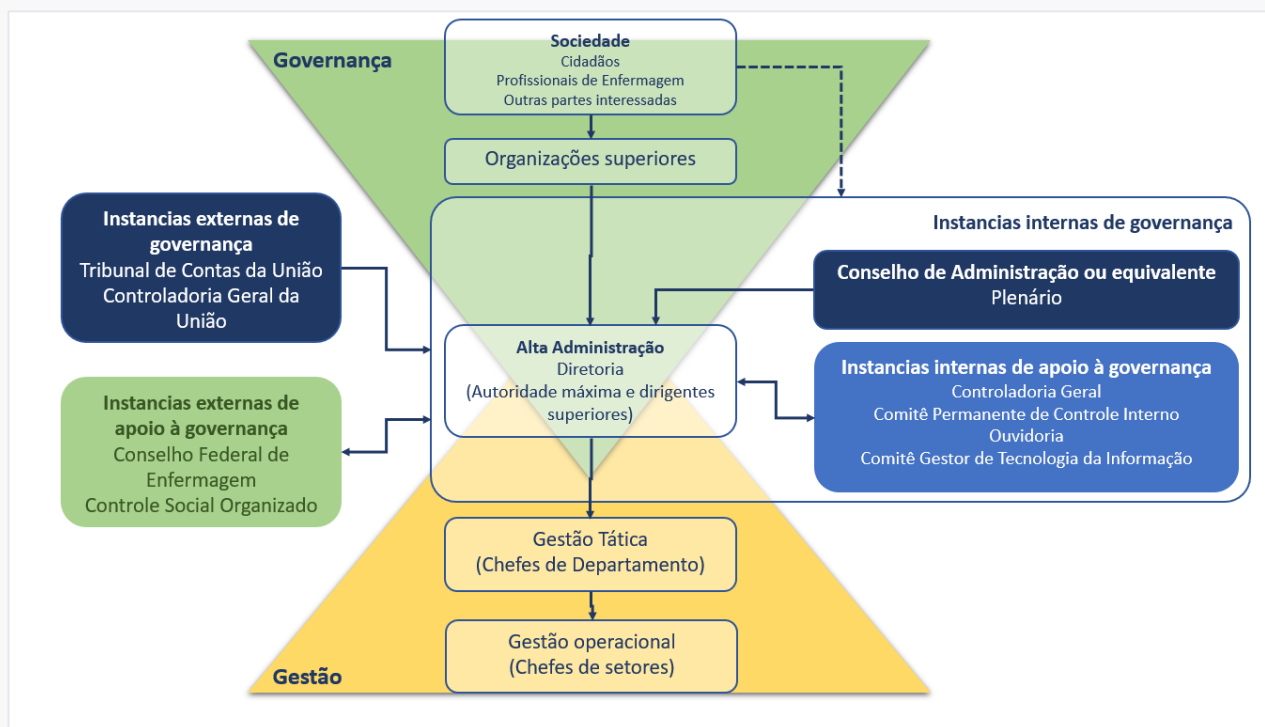 Governança
Sociedade
Cidadãos
Profissionais de Enfermagem
Outras partes interessadas
Organizações superiores
Instancias externas de
governança
Tribunal de Contas da União
Controladoria Geral da
União
Instancias internas de governança
Conselho de Administração ou equivalente
Plenário
Alta Administração
Diretoria
(Autoridade máxima e dirigentes
superiores)
Instancias internas de apoio à governança
Controladoria Geral
Comitê Permanente de Controle Interno
Ouvidoria
Comitê Gestor de Tecnologia da Informação
Instancias externas de
apoio à governança
Conselho Federal de
Enfermagem
Controle Social Organizado
Gestão Tática
(Chefes de Departamento)
Gestão operacional
(Chefes de setores)
Gestão